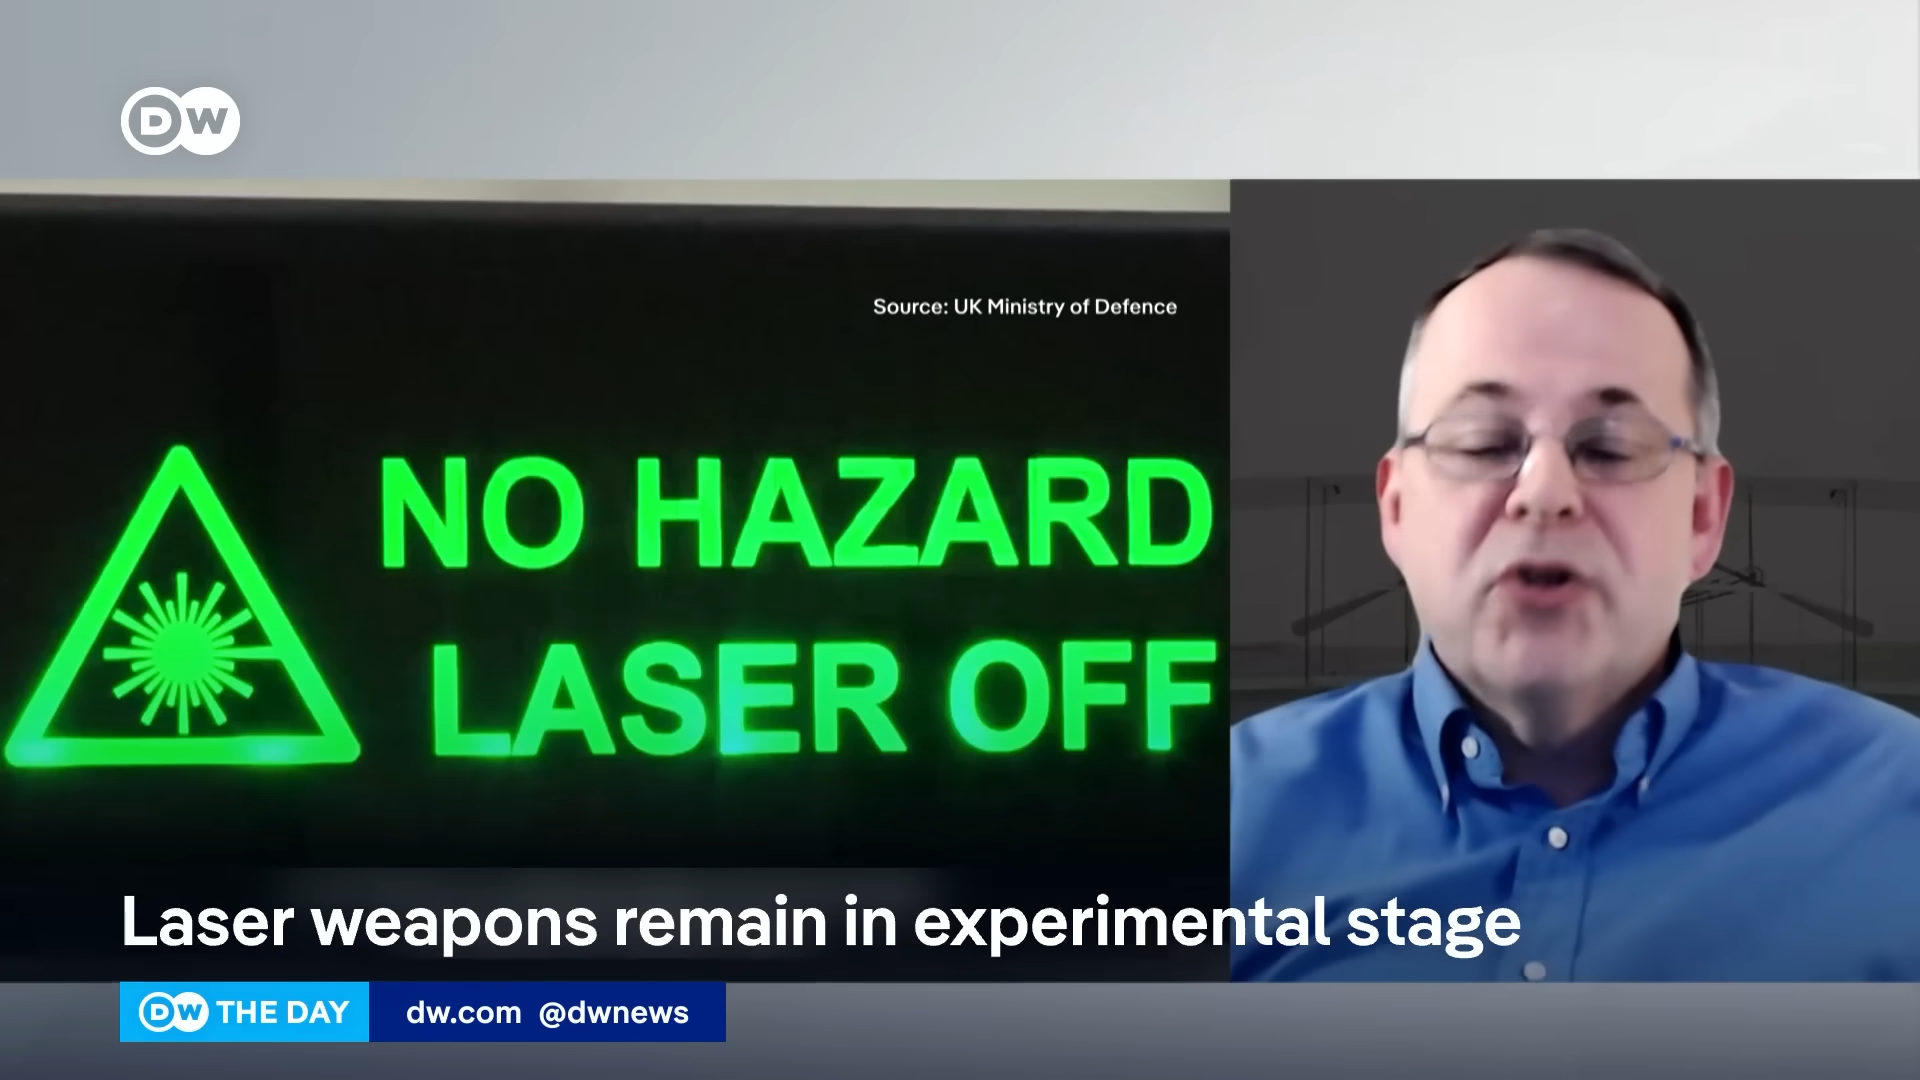 DW
Source: UK Ministry of Defence
NO HAZARD
LASER OFF
Laser weapons remain in experimental stage
DW THE DAY
dw.com @dwnews